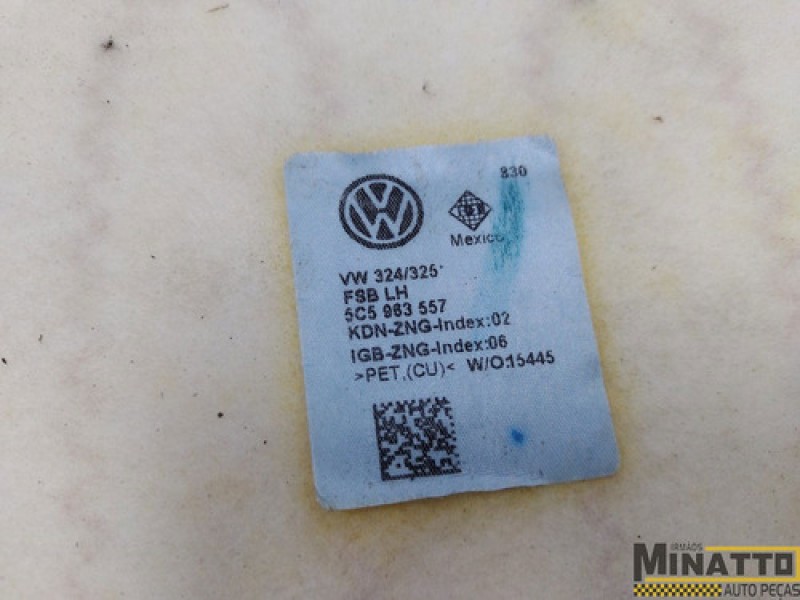 830
Mexico
VW 324/325
FSB LH
5C5 963 557
KDN-ZNG-Index:02
IGB-ZNG-Index:06
>PET,(CU)< W/O:15445
IRMÃOS
MINATTO
AUTO PEÇAS